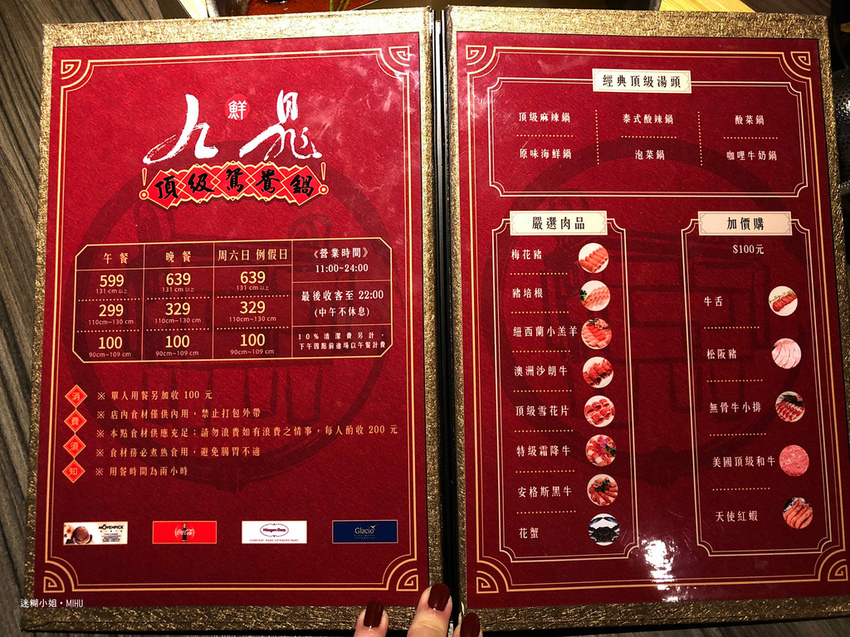 九鼎
鮮
頂級鴛鴦鍋
午餐 晚餐 周六日 例假日
599 639 639
131 cm 以上 131 cm 以上 131 cm 以上
299 329 329
110cm~130 cm 110cm~130 cm 110cm~130 cm
100 100 100
90cm~109 cm 90cm~109 cm 90cm~109 cm
《營業時間》
11:00~24:00
最後收客至 22:00
(中午不休息)
10%清潔費另計,
下午四點前進場以午餐計費
消費須知
※ 單人用餐另加收 100 元
※ 店內食材僅供內用,禁止打包外帶
※ 本點食材供應充足;請勿浪費如有浪費之情事,每人酌收 200 元
※ 食材務必煮熟食用,避免腸胃不適
※ 用餐時間為兩小時
MÖVENPICK
Coca-Cola
Häagen-Dazs
Glacio
經典頂級湯頭
頂級麻辣鍋 泰式酸辣鍋 酸菜鍋
原味海鮮鍋 泡菜鍋 咖哩牛奶鍋
嚴選肉品
梅花豬
豬培根
紐西蘭小羔羊
澳洲沙朗牛
頂級雪花片
特級霜降牛
安格斯黑牛
花蟹
加價購
$100元
牛舌
松阪豬
無骨牛小排
美國頂級和牛
天使紅蝦
迷糊小姐・MIHU